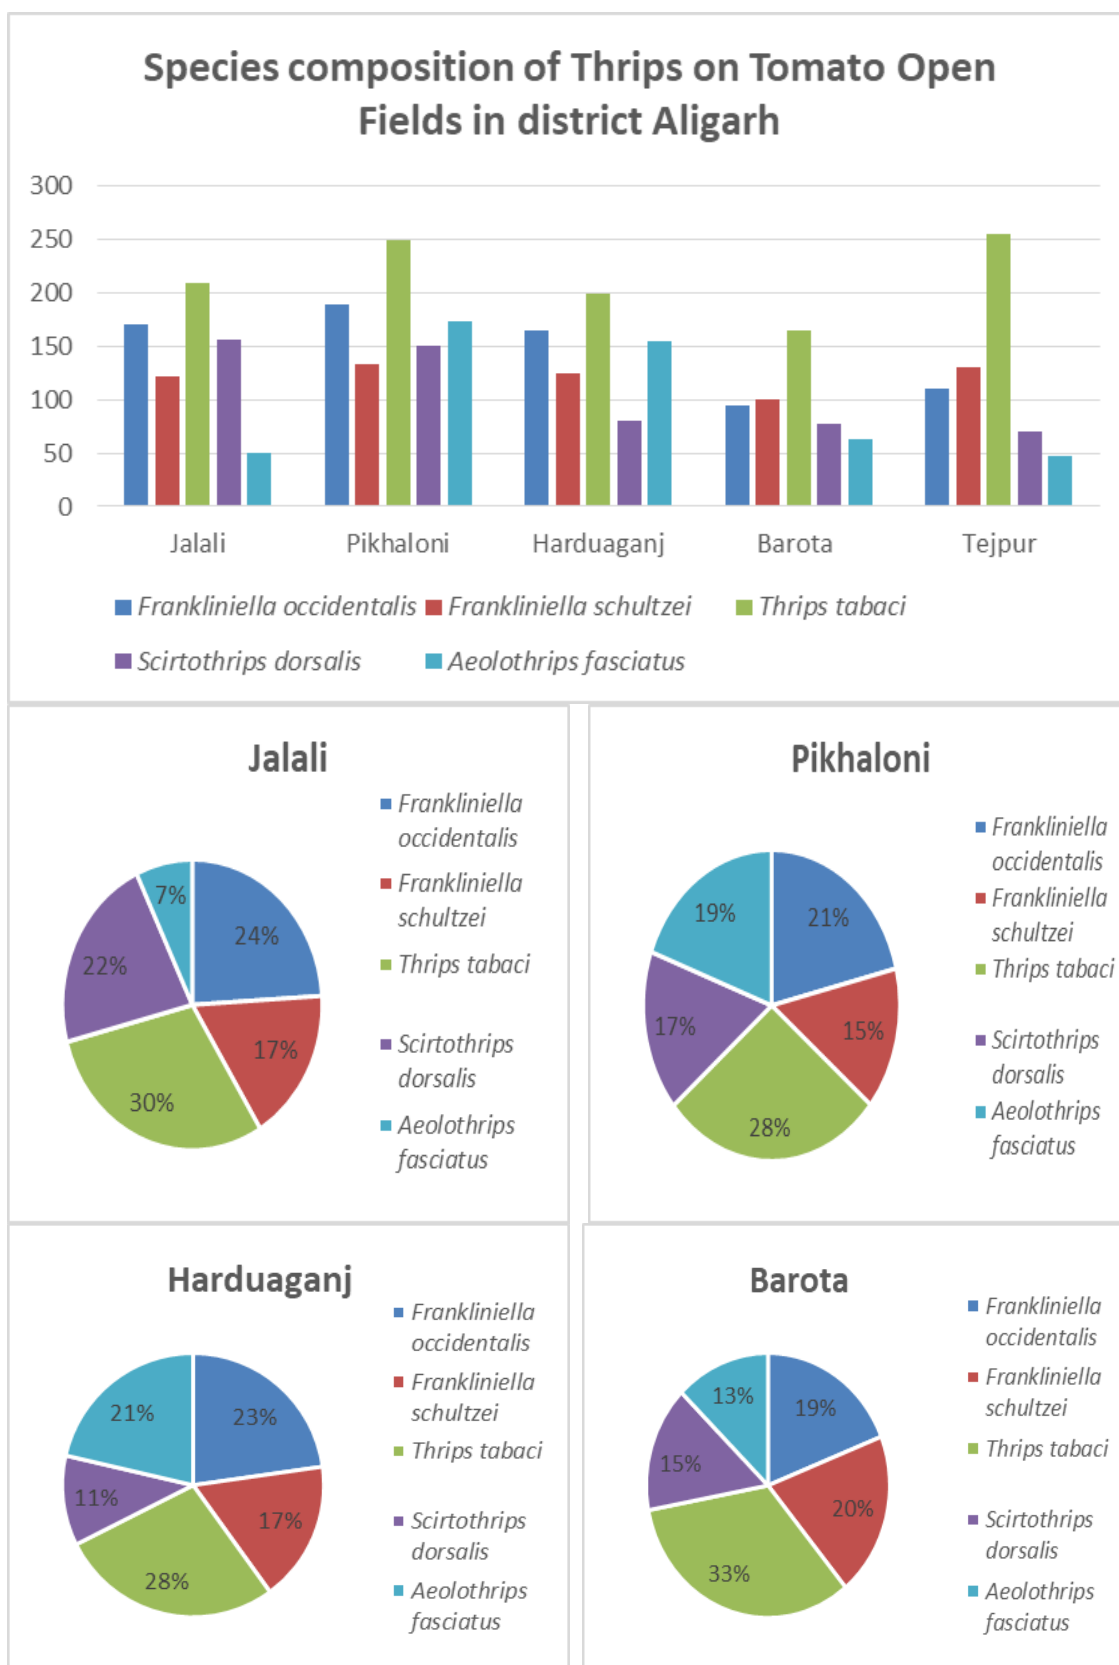 Species composition of Thrips on Tomato Open
Fields in district Aligarh
300
250
200
150
100
50
0
Jalali Pikhaloni Harduaganj Barota Tejpur
Frankliniella occidentalis Frankliniella schultzei Thrips tabaci
Scirtothrips dorsalis Aeolothrips fasciatus
Jalali
Frankliniella
occidentalis
Frankliniella
schultzei
Thrips tabaci
Scirtothrips
dorsalis
Aeolothrips
fasciatus
7%
24%
22%
17%
30%
Pikhaloni
Frankliniella
occidentalis
Frankliniella
schultzei
Thrips tabaci
Scirtothrips
dorsalis
Aeolothrips
fasciatus
19%
21%
17%
15%
28%
Harduaganj
Frankliniella
occidentalis
Frankliniella
schultzei
Thrips tabaci
Scirtothrips
dorsalis
Aeolothrips
fasciatus
21%
23%
11%
17%
28%
Barota
Frankliniella
occidentalis
Frankliniella
schultzei
Thrips tabaci
Scirtothrips
dorsalis
Aeolothrips
fasciatus
13%
19%
15%
20%
33%